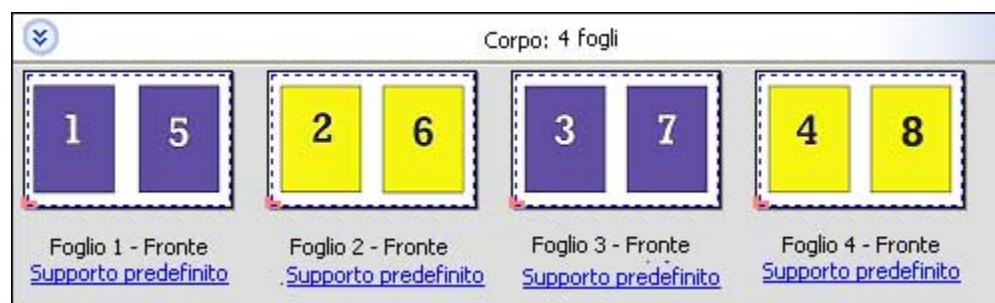 Corpo: 4 fogli
1 5 2 6 3 7 4 8
Foglio 1 - Fronte Foglio 2 - Fronte Foglio 3 - Fronte Foglio 4 - Fronte
Supporto predefinito Supporto predefinito Supporto predefinito Supporto predefinito